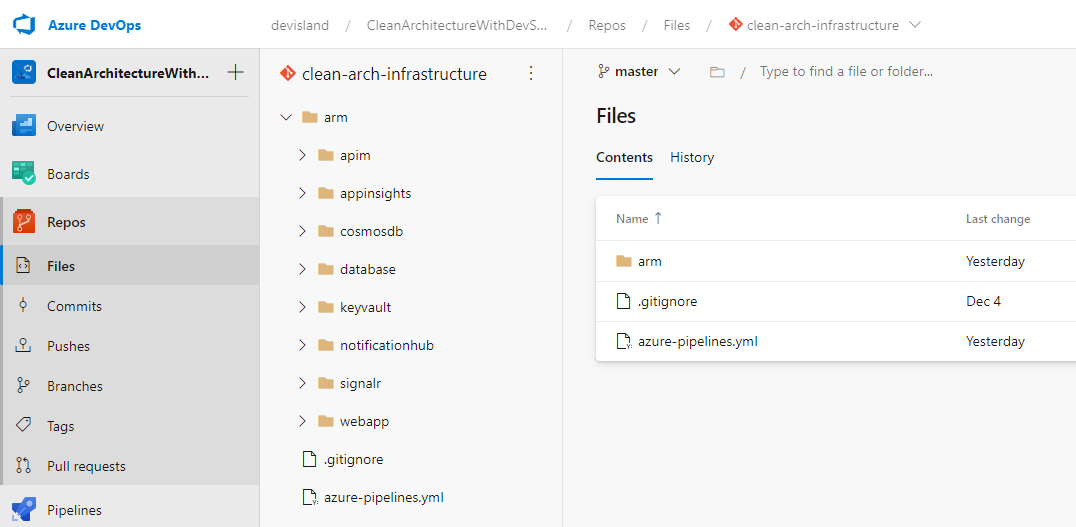 Azure DevOps
devisland / CleanArchitectureWithDevS... / Repos / Files / clean-arch-infrastructure
CleanArchitectureWith...
Overview
Boards
Repos
Files
Commits
Pushes
Branches
Tags
Pull requests
Pipelines
clean-arch-infrastructure
arm
apim
appinsights
cosmosdb
database
keyvault
notificationhub
signalr
webapp
.gitignore
azure-pipelines.yml
master / Type to find a file or folder...
Files
Contents History
Name ↑ Last change
arm Yesterday
.gitignore Dec 4
azure-pipelines.yml Yesterday